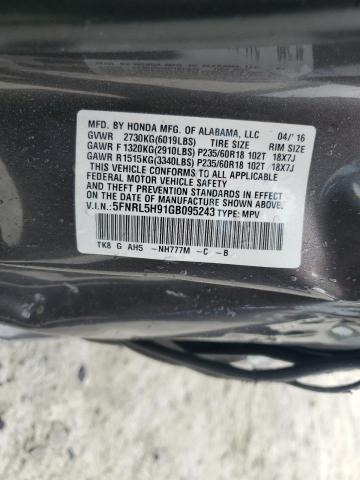 MFD. BY HONDA MFG. OF ALABAMA, LLC 04/'16
GVWR 2730KG(6019LBS) TIRE SIZE RIM SIZE
GAWR F 1320KG(2910LBS) P235/60R18 102T 18X7J
GAWR R1515KG(3340LBS) P235/60R18 102T 18X7J
THIS VEHICLE CONFORMS TO ALL APPLICABLE
FEDERAL MOTOR VEHICLE SAFETY AND THEFT PREVENTION
STANDARDS IN EFFECT ON THE DATE OF MANUFACTURE
SHOWN ABOVE.
V.I.N.: 5FNRL5H91GB095243 TYPE: MPV
TK8 G AH5 -NH777M -C -B